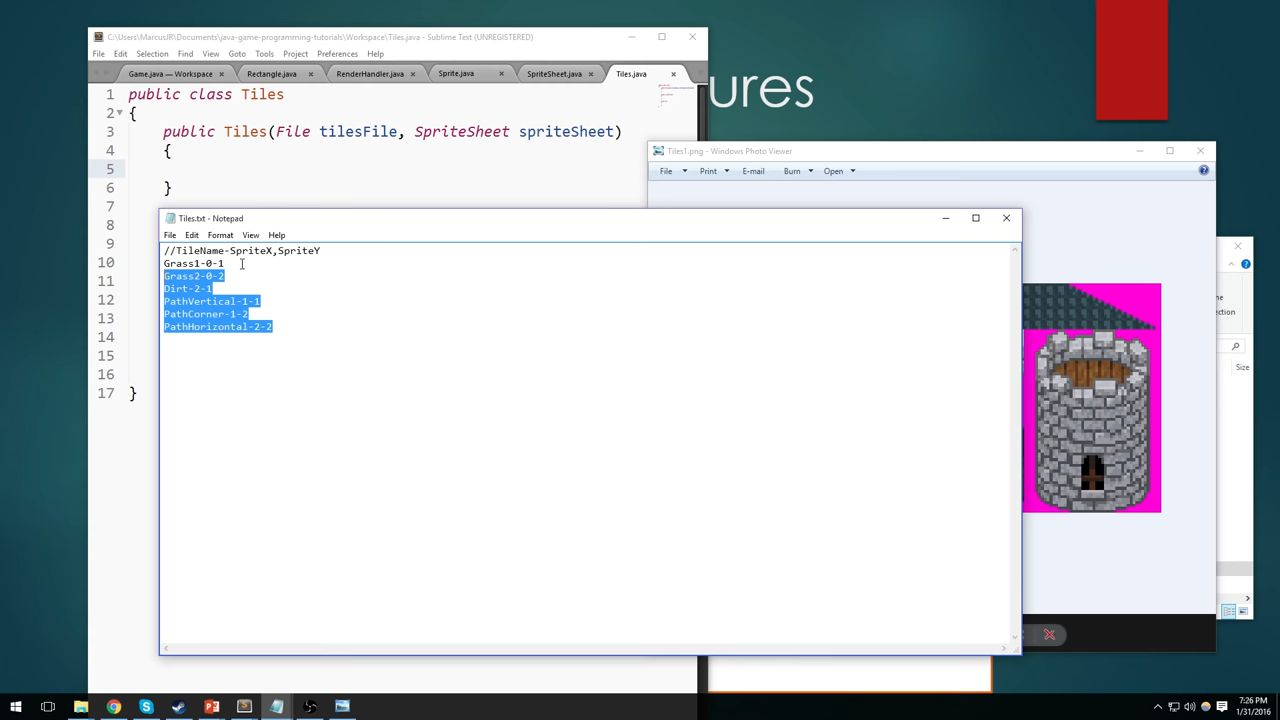 C:\Users\MarcusJR\Documents\java-game-programming-tutorials\Workspace\Tiles.java - Sublime Text (UNREGISTERED)
File Edit Selection Find View Goto Tools Project Preferences Help
Game.java — Workspace Rectangle.java RenderHandler.java Sprite.java SpriteSheet.java Tiles.java
ures
1 public class Tiles
2 {
3 public Tiles(File tilesFile, SpriteSheet spriteSheet)
4 {
5
6 }
7
8
9
10
11
12
13
14
15
16
17 }
Tiles1.png - Windows Photo Viewer
File Print E-mail Burn Open
Tiles.txt - Notepad
File Edit Format View Help
//TileName-SpriteX,SpriteY
Grass1-0-1
Grass2-0-2
Dirt-2-1
PathVertical-1-1
PathCorner-1-2
PathHorizontal-2-2
ne
ection
Size
7:26 PM
1/31/2016